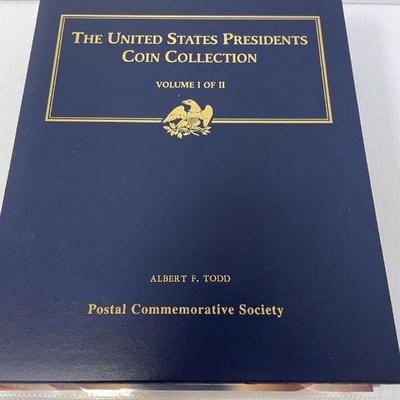 THE UNITED STATES PRESIDENTS
COIN COLLECTION
VOLUME I OF II
ALBERT F. TODD
Postal Commemorative Society